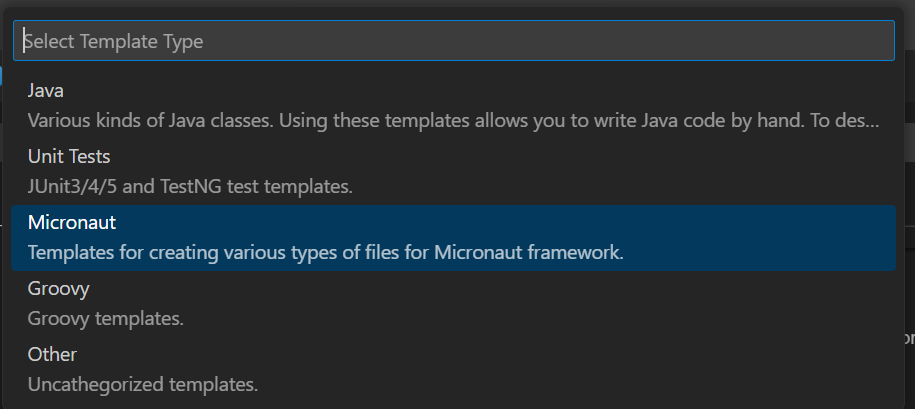 Select Template Type
Java
Various kinds of Java classes. Using these templates allows you to write Java code by hand. To des...
Unit Tests
JUnit3/4/5 and TestNG test templates.
Micronaut
Templates for creating various types of files for Micronaut framework.
Groovy
Groovy templates.
Other
Uncathegorized templates.